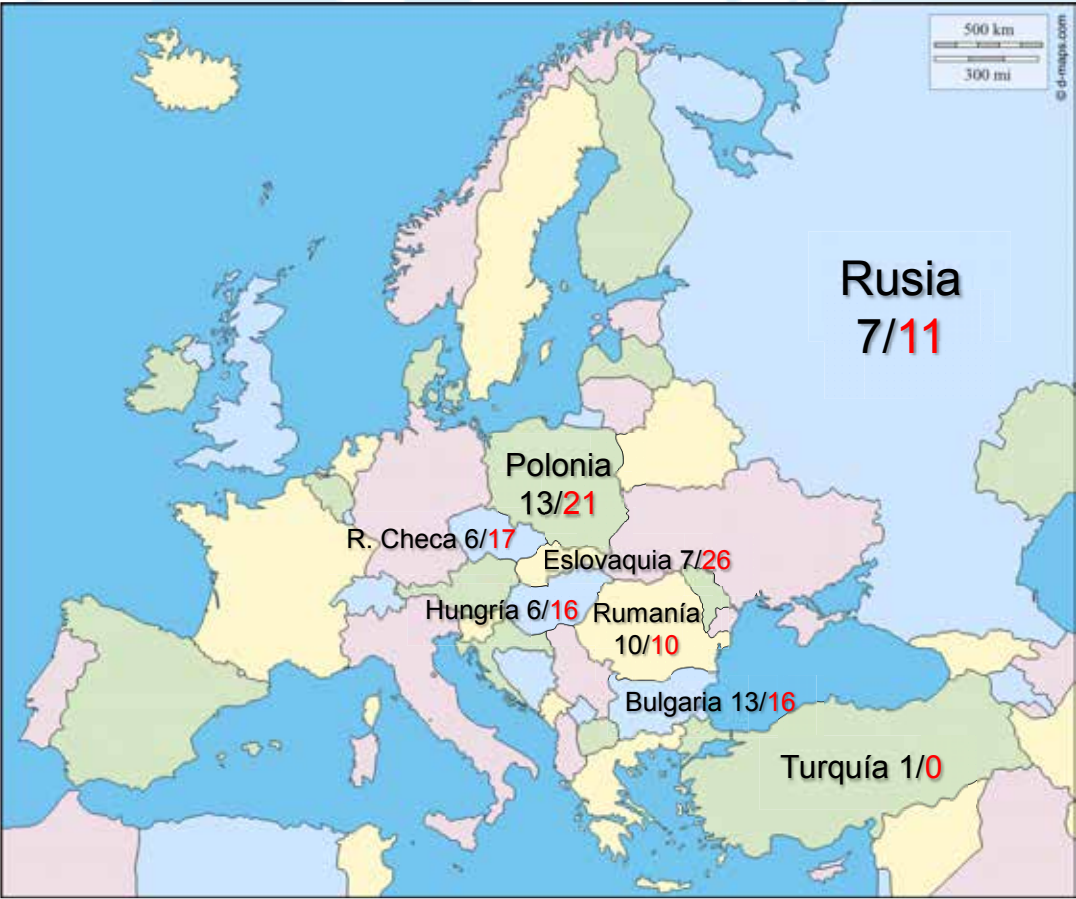 500 km
300 mi
© d-maps.com
Rusia
7/11
Polonia
13/21
R. Checa 6/17
Eslovaquia 7/26
Hungría 6/16
Rumanía
10/10
Bulgaria 13/16
Turquía 1/0